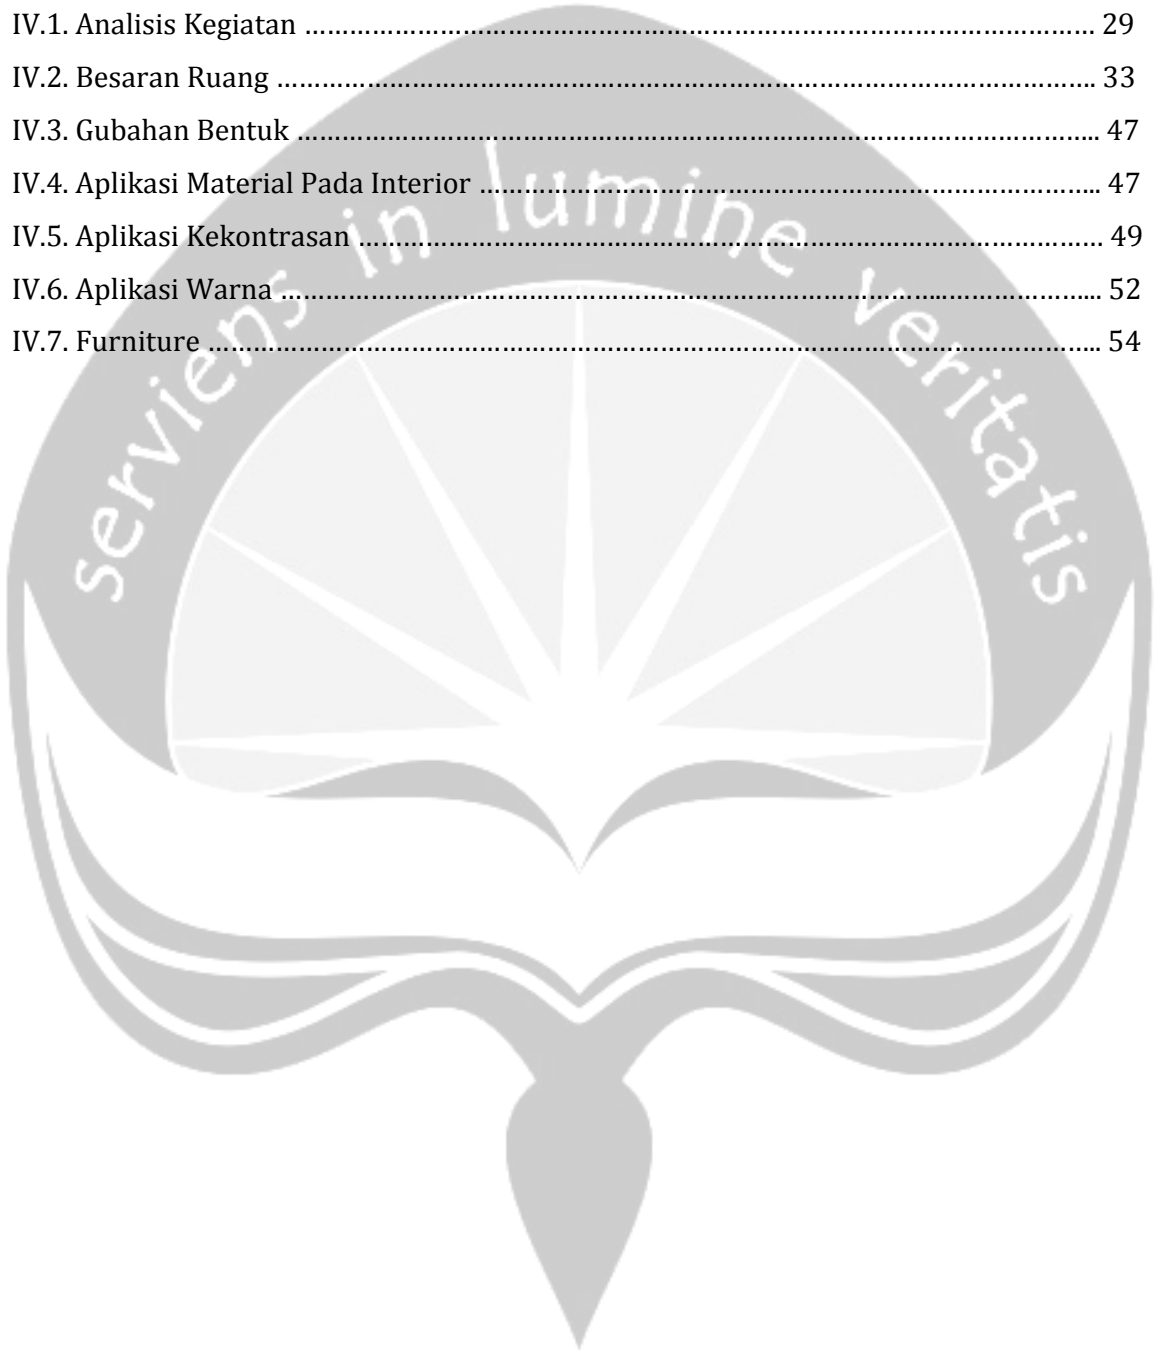 IV.1. Analisis Kegiatan ........................................................................ 29
IV.2. Besaran Ruang ........................................................................ 33
IV.3. Gubahan Bentuk ........................................................................ 47
IV.4. Aplikasi Material Pada Interior ........................................................................ 47
IV.5. Aplikasi Kekontrasan ........................................................................ 49
IV.6. Aplikasi Warna ........................................................................ 52
IV.7. Furniture ........................................................................ 54
serviens in lumine veritatis